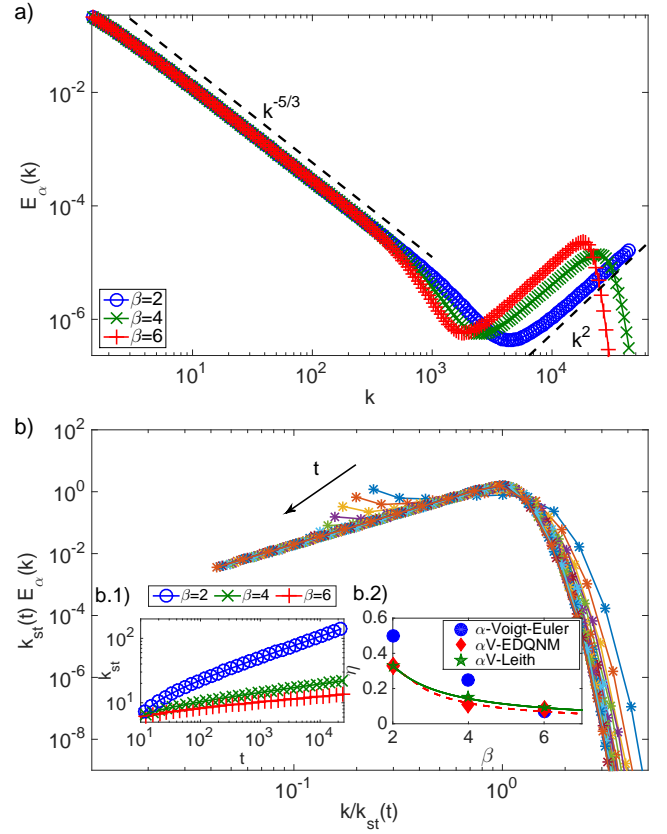 a)
10^-2
10^-4
10^-6
E_α(k)
k^-5/3
k^2
β=2
β=4
β=6
10^1 10^2 10^3 10^4
k
b)
10^2
10^0
10^-2
10^-4
10^-6
10^-8
k_st(t) E_α(k)
t
b.1)
β=2 β=4 β=6
10^2
10^1
k_st
10^1 10^2 10^3 10^4
t
b.2)
0.6
0.4
0.2
0
η
α-Voigt-Euler
αV-EDQNM
αV-Leith
2 4 6
β
10^-1 10^0
k/k_st(t)